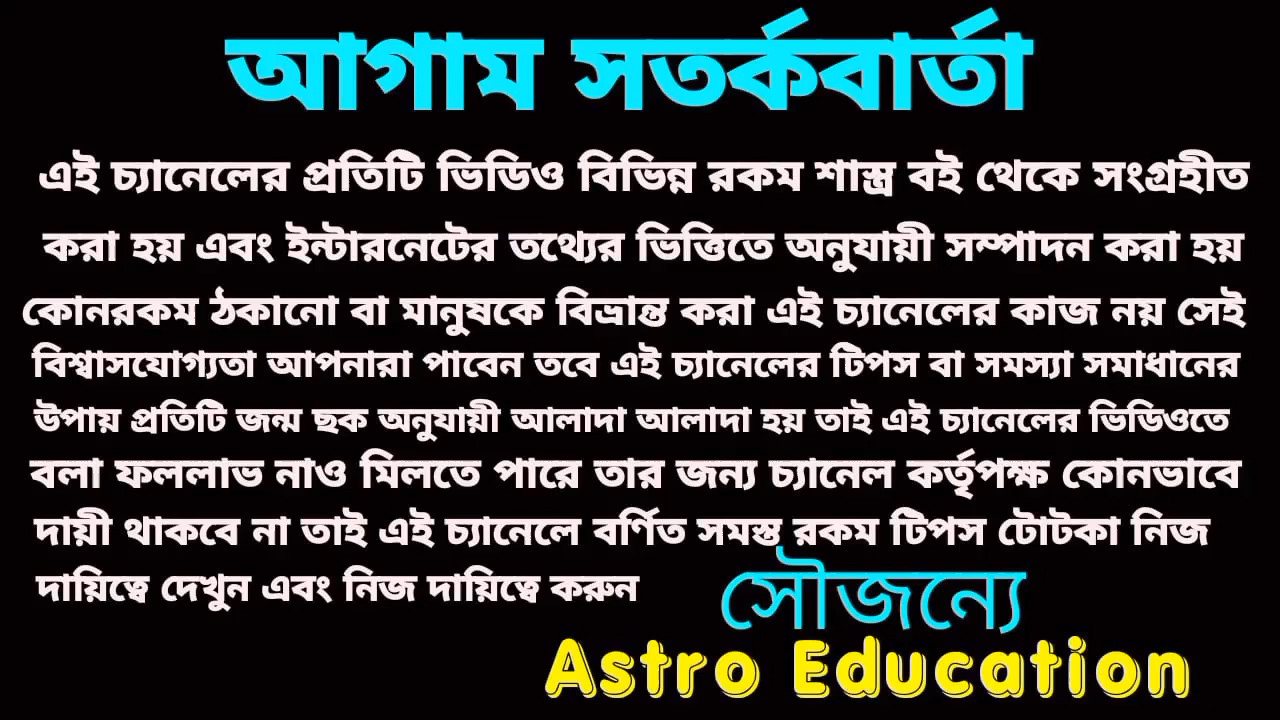 আগাম সতর্কবার্তা
এই চ্যানেলের প্রতিটি ভিডিও বিভিন্ন রকম শাস্ত্র বই থেকে সংগ্রহীত
করা হয় এবং ইন্টারনেটের তথ্যের ভিত্তিতে অনুযায়ী সম্পাদন করা হয়
কোনরকম ঠকানো বা মানুষকে বিভ্রান্ত করা এই চ্যানেলের কাজ নয় সেই
বিশ্বাসযোগ্যতা আপনারা পাবেন তবে এই চ্যানেলের টিপস বা সমস্যা সমাধানের
উপায় প্রতিটি জন্ম ছক অনুযায়ী আলাদা আলাদা হয় তাই এই চ্যানেলের ভিডিওতে
বলা ফললাভ নাও মিলতে পারে তার জন্য চ্যানেল কর্তৃপক্ষ কোনভাবে
দায়ী থাকবে না তাই এই চ্যানেলে বর্ণিত সমস্ত রকম টিপস টোটকা নিজ
দায়িত্বে দেখুন এবং নিজ দায়িত্বে করুন
সৌজন্যে
Astro Education